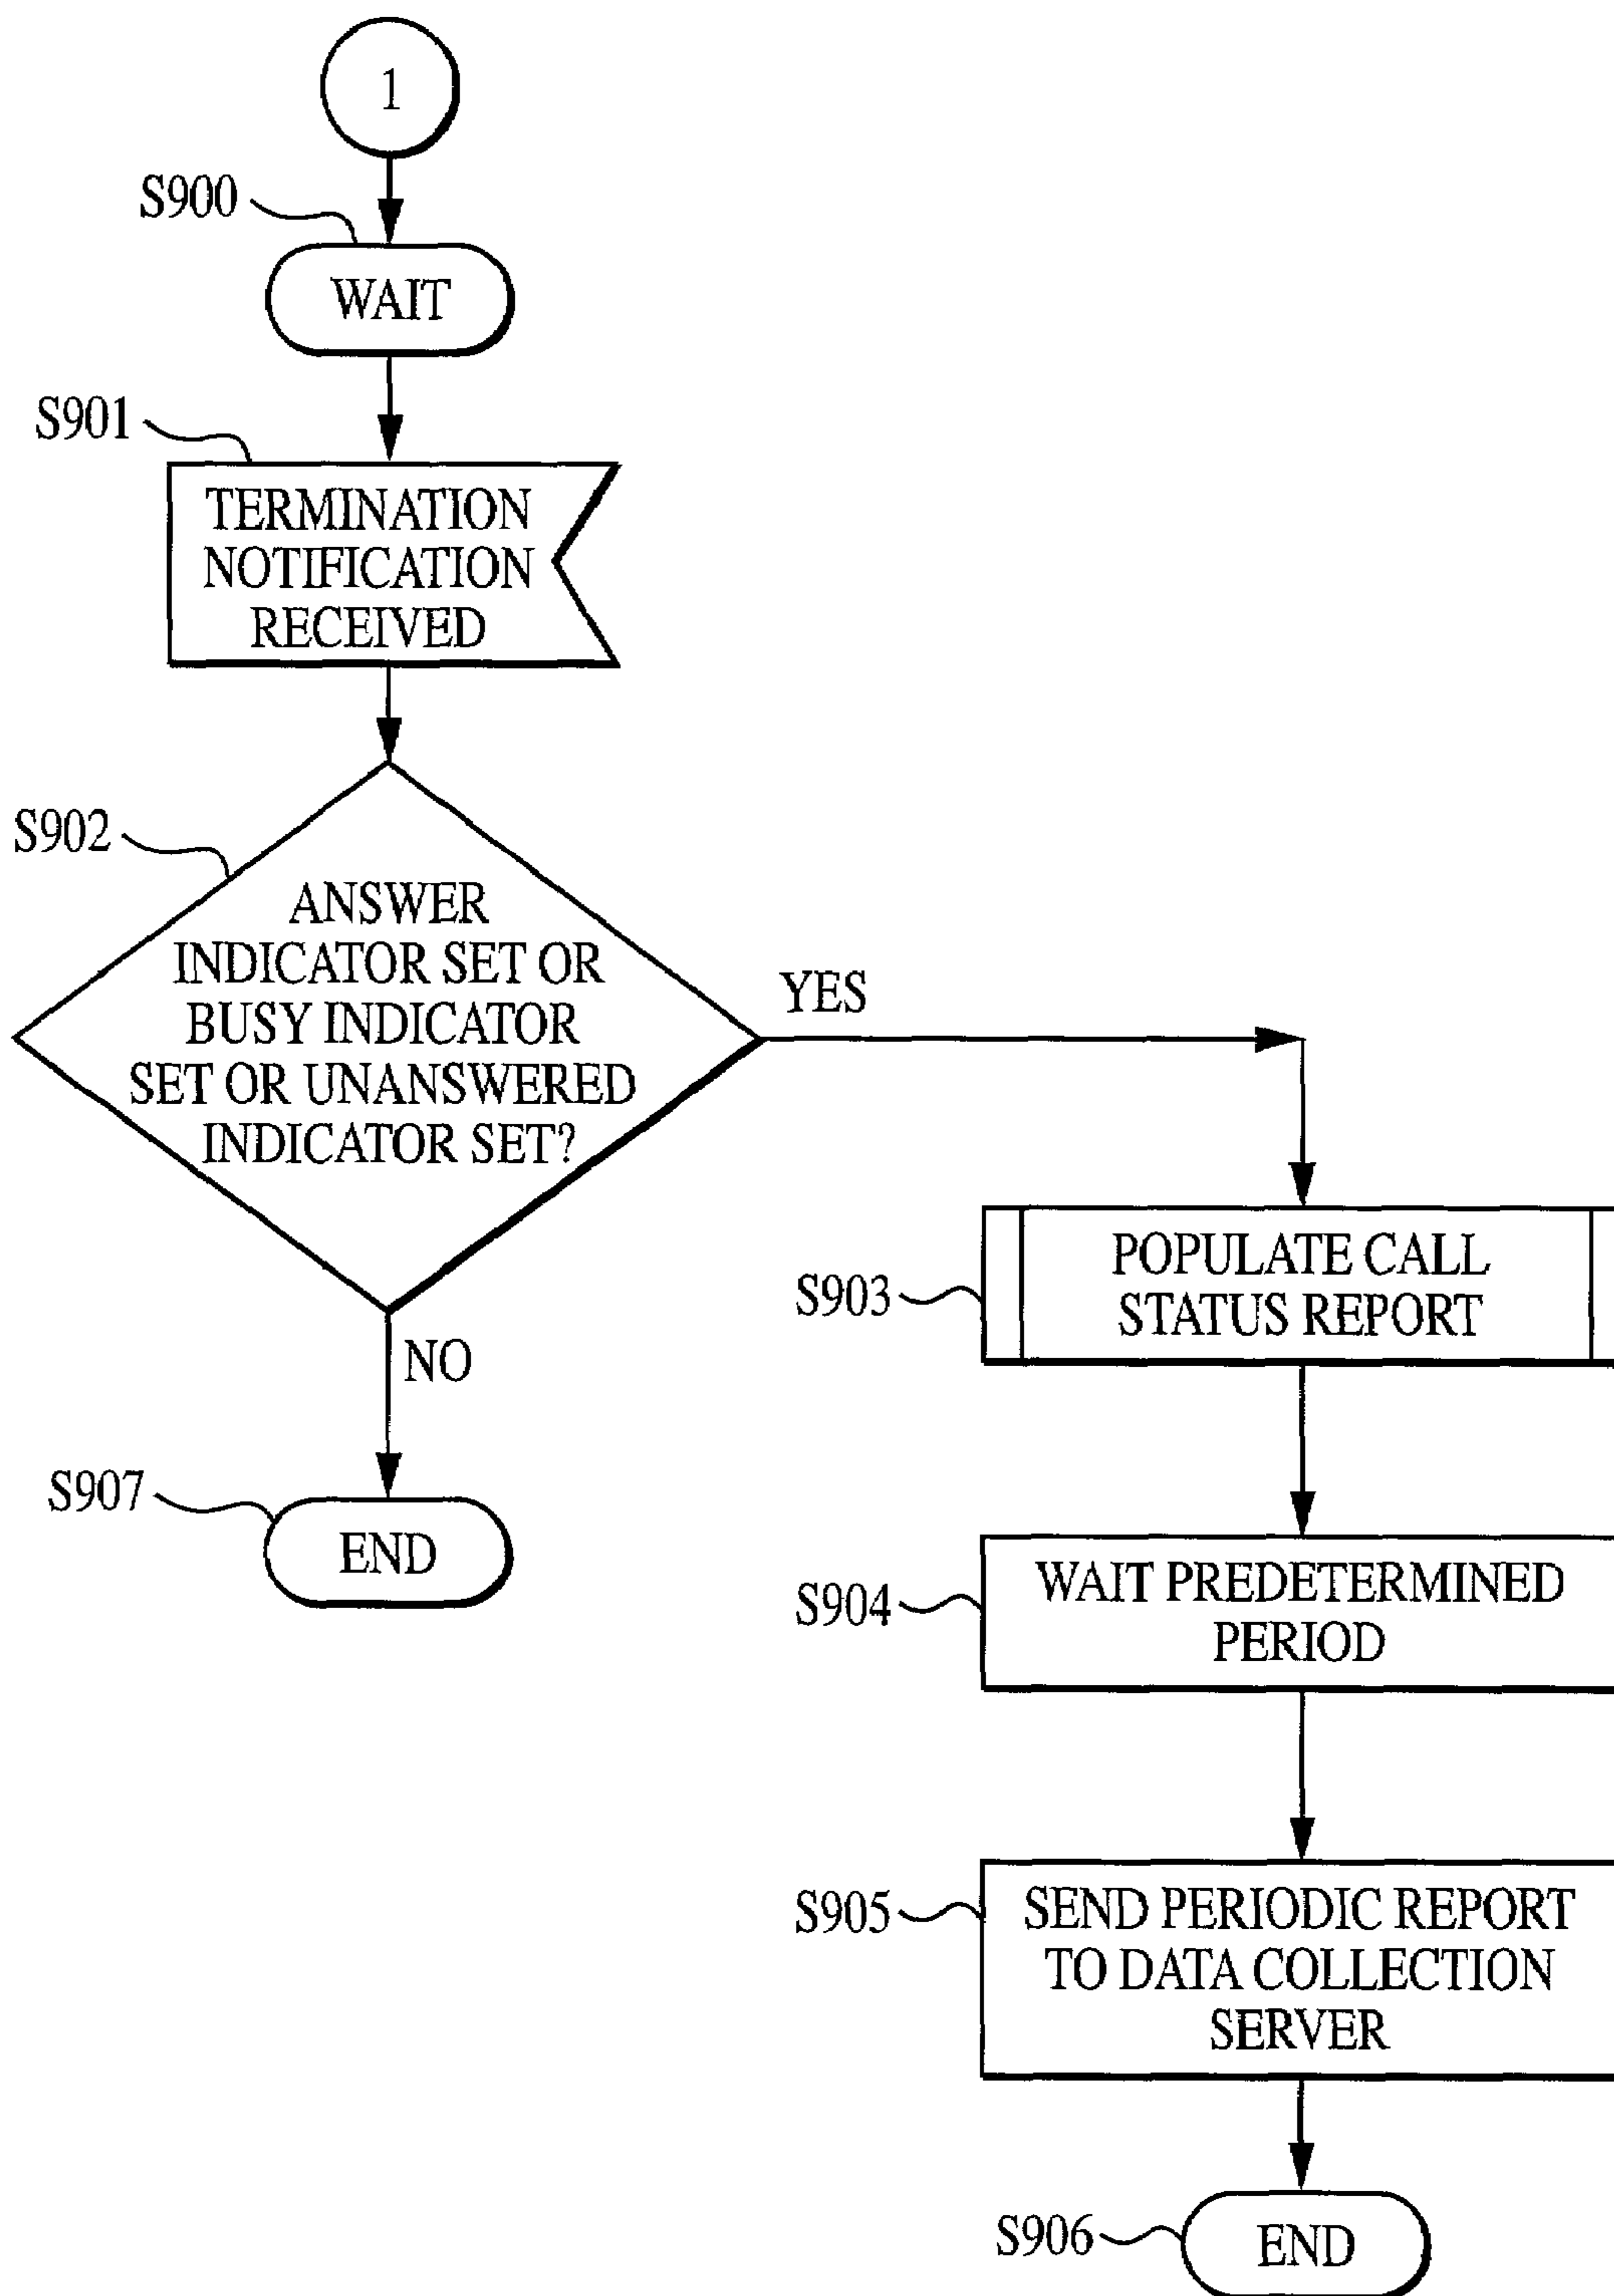 1
S900
WAIT
S901
TERMINATION
NOTIFICATION
RECEIVED
S902
ANSWER
INDICATOR SET OR
BUSY INDICATOR
SET OR UNANSWERED
INDICATOR SET?
YES
NO
S907
END
S903
POPULATE CALL
STATUS REPORT
S904
WAIT PREDETERMINED
PERIOD
S905
SEND PERIODIC REPORT
TO DATA COLLECTION
SERVER
S906
END